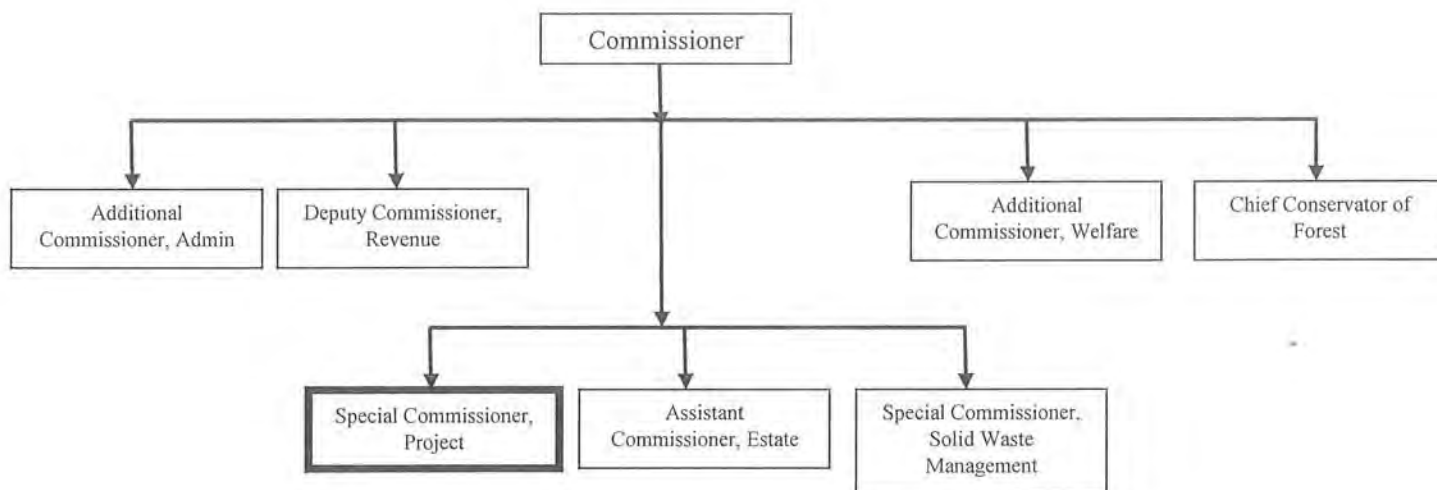 Commissioner
Additional
Commissioner, Admin
Deputy Commissioner,
Revenue
Additional
Commissioner, Welfare
Chief Conservator of
Forest
Special Commissioner,
Project
Assistant
Commissioner, Estate
Special Commissioner,
Solid Waste
Management